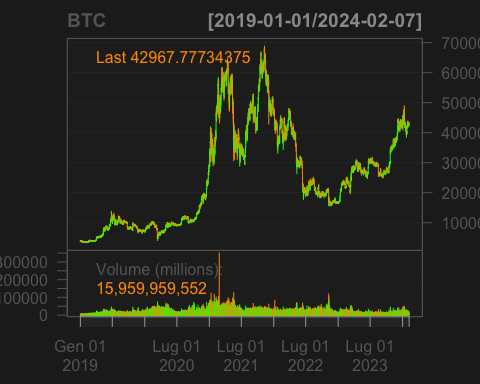 BTC [2019-01-01/2024-02-07]
Last 42967.77734375
70000
60000
50000
40000
30000
20000
10000
Volume (millions):
15,959,959,552
300000
200000
100000
0
Gen 01 2019
Lug 01 2020
Lug 01 2021
Lug 01 2022
Lug 01 2023